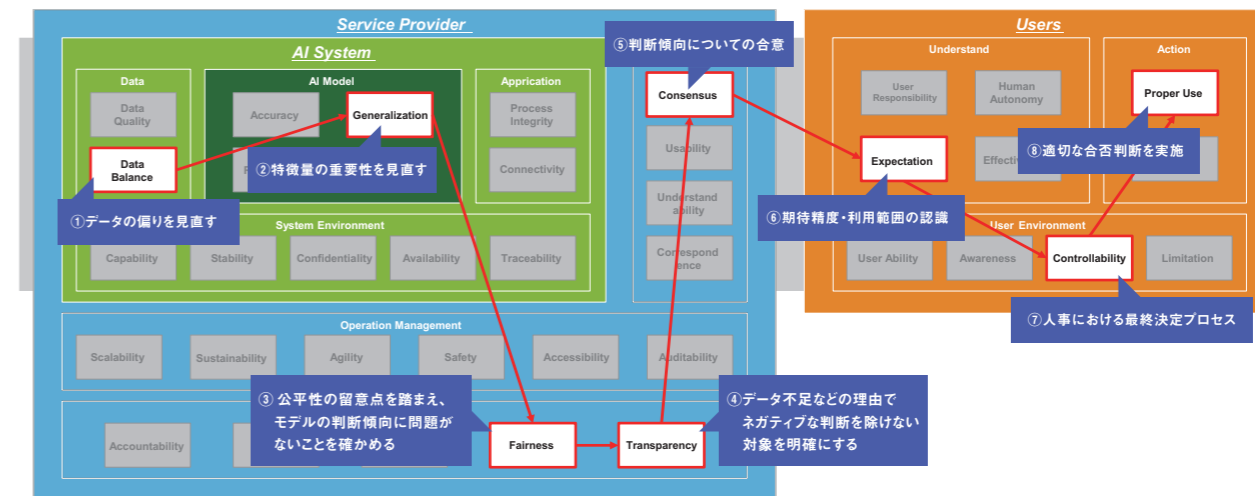 Service Provider
Users
AI System
⑤判断傾向についての合意
Understand
Action
Data
AI Model
Apprication
Data
Quality
Accuracy
Generalization
Process
Integrity
Consensus
User
Responsibility
Human
Autonomy
Proper Use
Data
Balance
②特徴量の重要性を見直す
Connectivity
Usability
Expectation
⑧適切な合否判断を実施
①データの偏りを見直す
Understand
ability
⑥期待精度・利用範囲の認識
System Environment
User Environment
Capability
Stability
Confidentiality
Availability
Traceability
Correspond
ence
User Ability
Awareness
Controllability
Limitation
⑦人事における最終決定プロセス
Operation Management
Scalability
Sustainability
Agility
Safety
Accessibility
Auditability
③ 公平性の留意点を踏まえ、
モデルの判断傾向に問題が
ないことを確かめる
④データ不足などの理由で
ネガティブな判断を除けない
対象を明確にする
Accountability
Fairness
Transparency